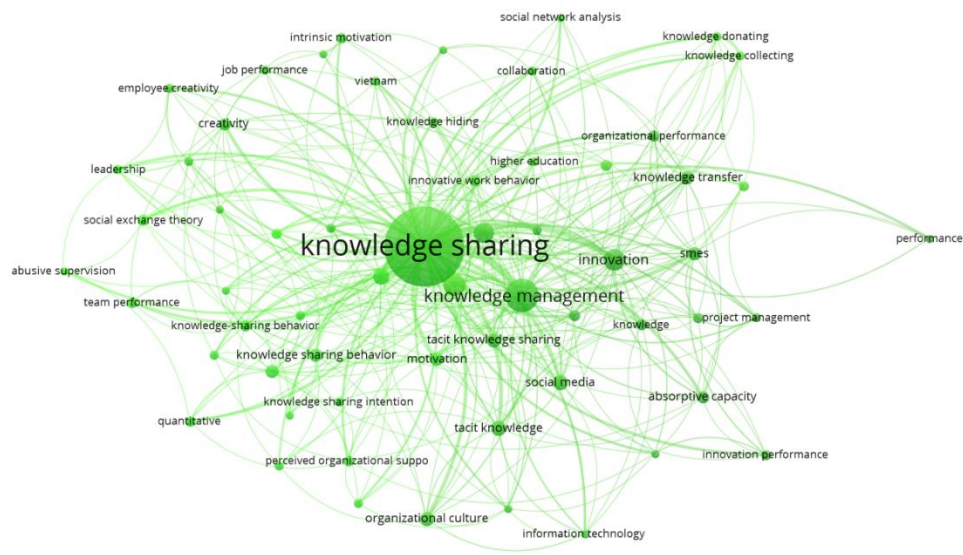 social network analysis
intrinsic motivation
knowledge donating
knowledge collecting
job performance
collaboration
vietnam
employee creativity
creativity
knowledge hiding
organizational performance
higher education
leadership
innovative work behavior
knowledge transfer
social exchange theory
performance
knowledge sharing
innovation
smes
abusive supervision
knowledge management
team performance
project management
knowledge-sharing behavior
knowledge
tacit knowledge sharing
knowledge sharing behavior
motivation
social media
absorptive capacity
knowledge sharing intention
quantitative
tacit knowledge
innovation performance
perceived organizational suppo
organizational culture
information technology